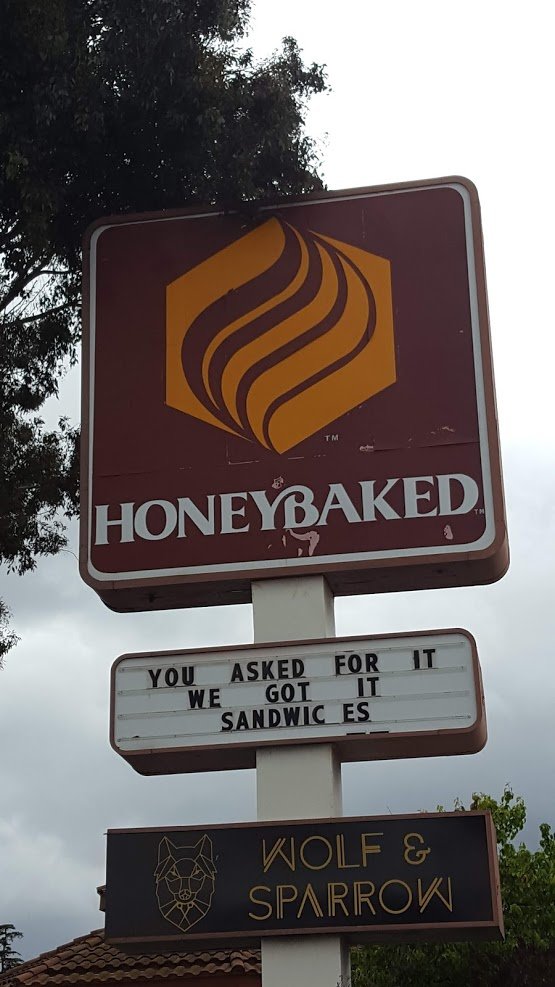 TM
HONEYBAKED TM
YOU ASKED FOR IT
WE GOT IT
SANDWIC ES
WOLF &
SPARROW